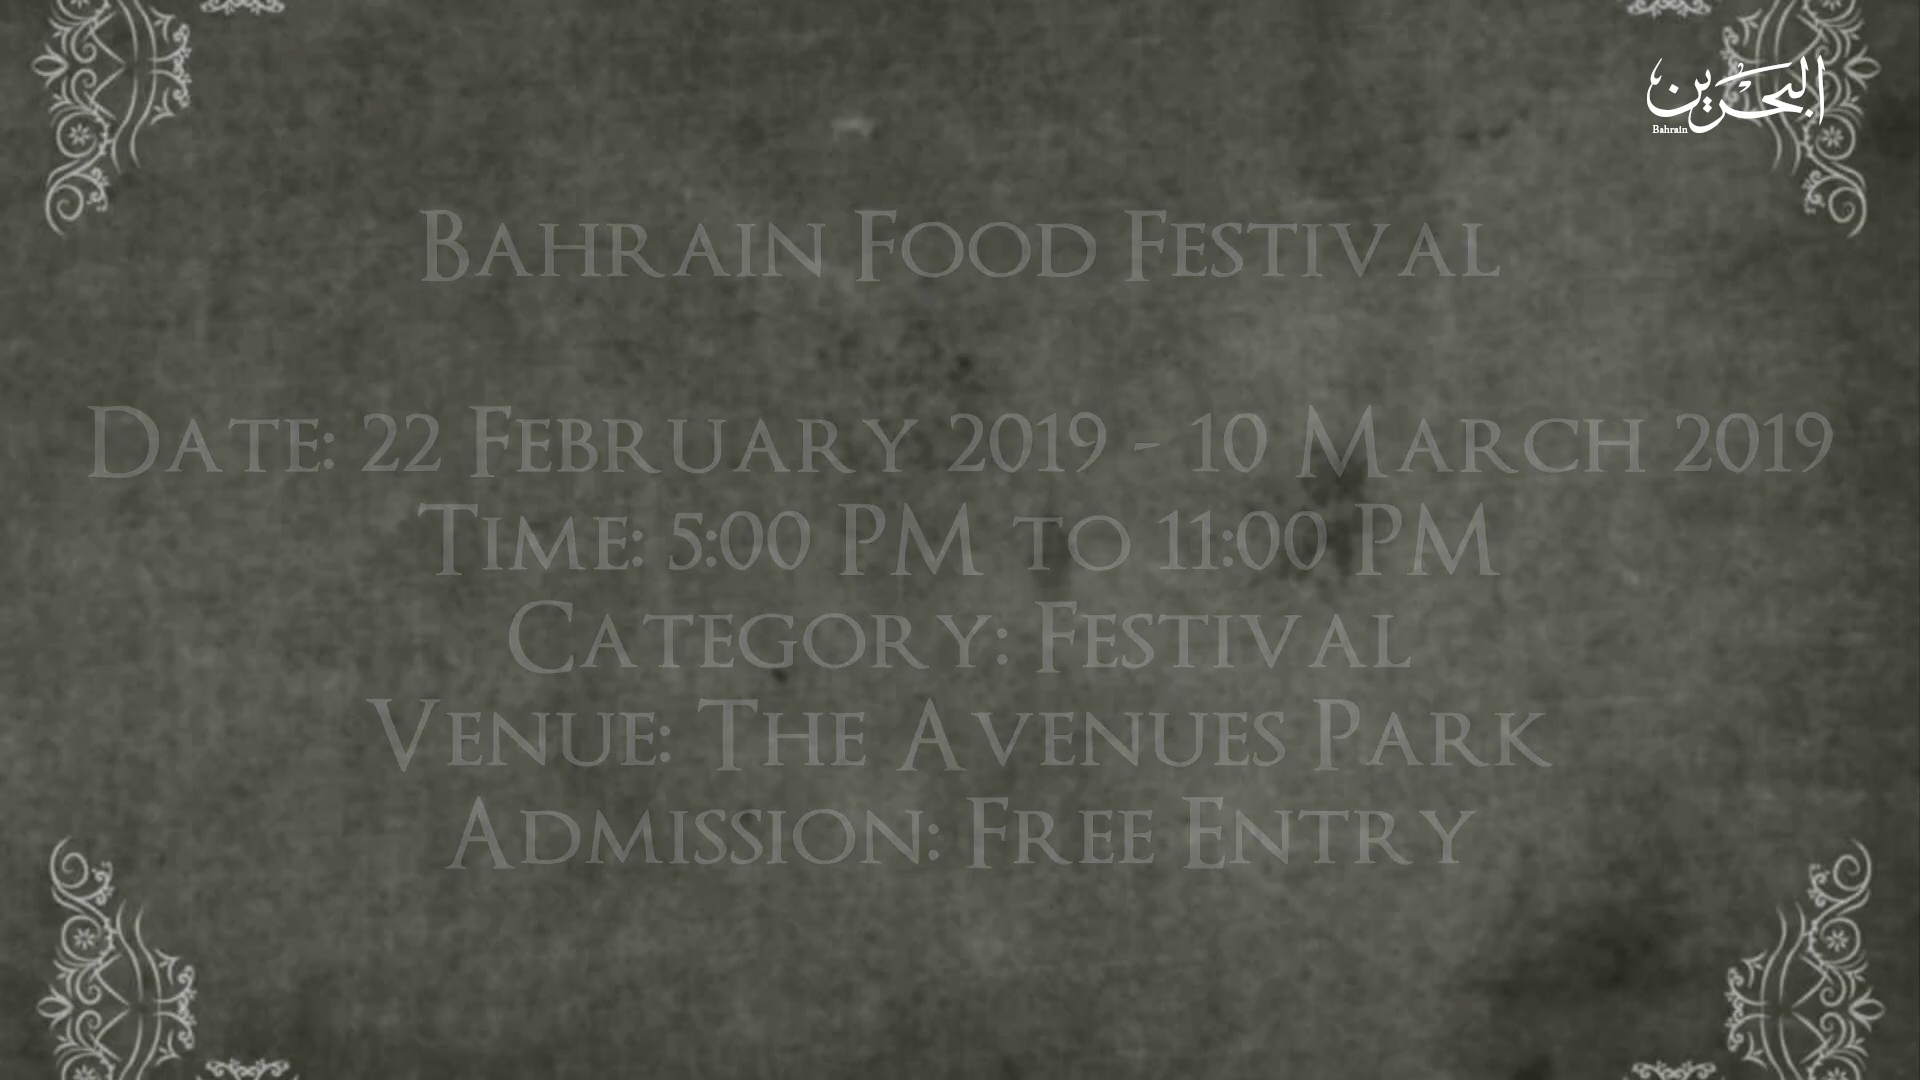 البحرين
Bahrain
Bahrain Food Festival
Date: 22 February 2019 - 10 March 2019
Time: 5:00 PM to 11:00 PM
Category: Festival
Venue: The Avenues Park
Admission: Free Entry